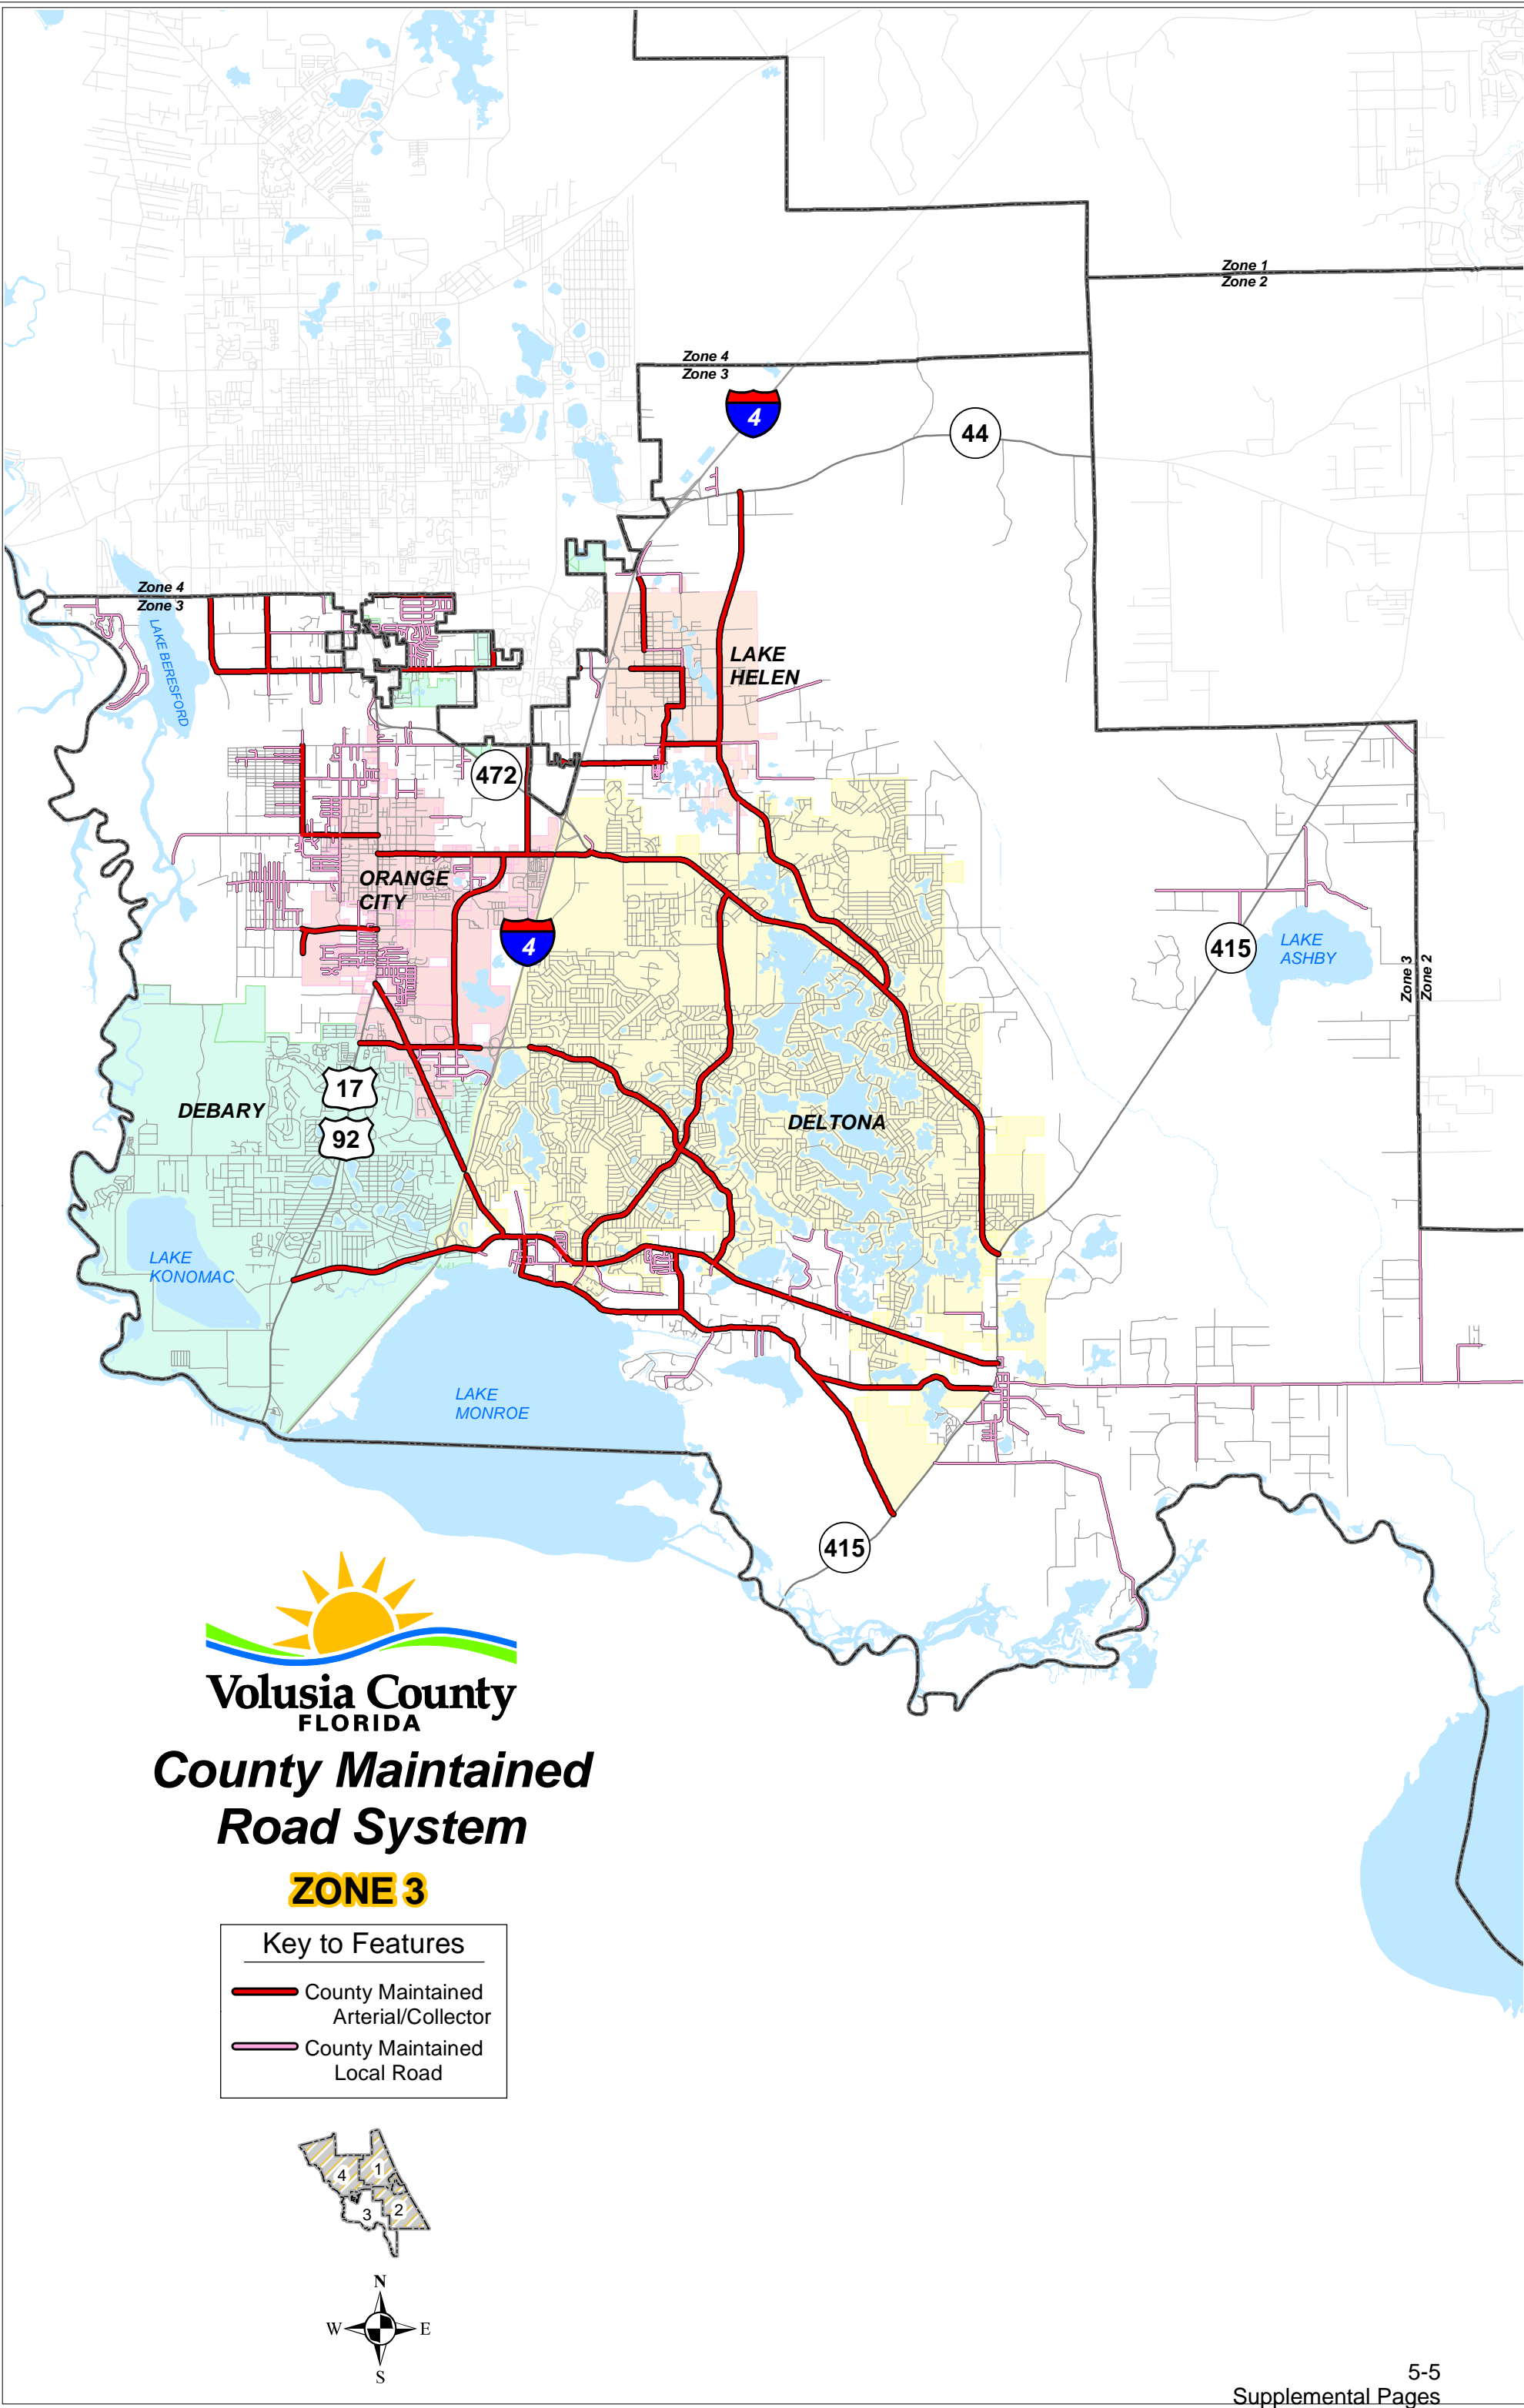 Zone 1
Zone 2
Zone 4
Zone 3
4
44
Zone 4
Zone 3
LAKE BERESFORD
LAKE
HELEN
472
ORANGE
CITY
4
415
LAKE
ASHBY
Zone 3
Zone 2
17
92
DEBARY
DELTONA
LAKE
KONOMAC
LAKE
MONROE
415
Volusia County
FLORIDA
County Maintained
Road System
ZONE 3
Key to Features
County Maintained
Arterial/Collector
County Maintained
Local Road
4
1
3
2
N
W
E
S
5-5
Supplemental Pages